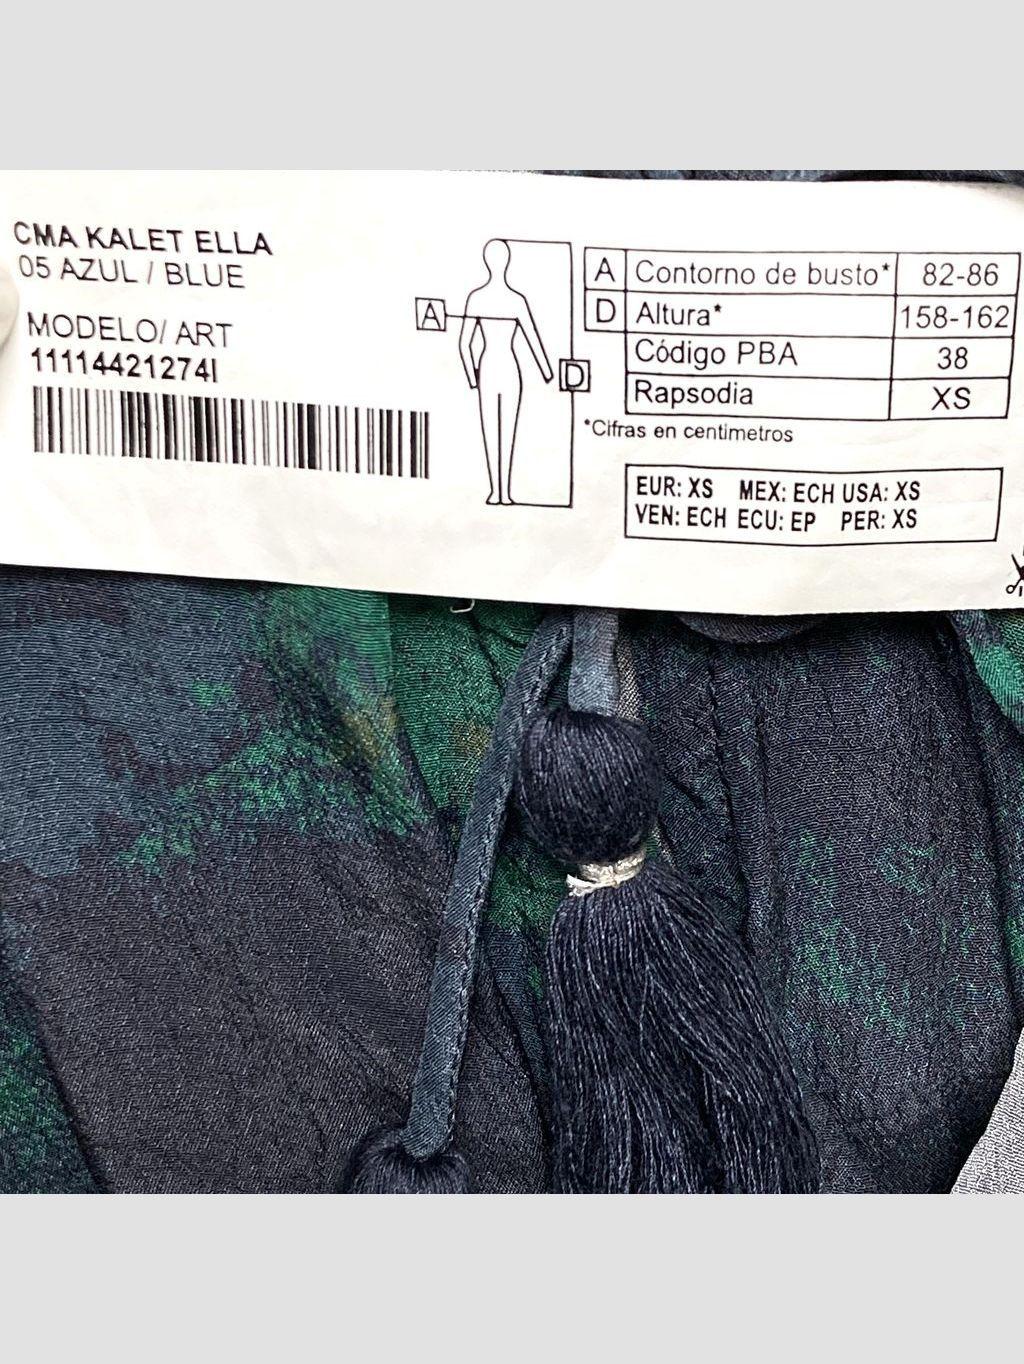 CMA KALET ELLA
05 AZUL / BLUE
MODELO/ ART
11114421274I
A
D
A Contorno de busto* 82-86
D Altura* 158-162
Código PBA 38
Rapsodia XS
*Cifras en centimetros
EUR: XS MEX: ECH USA: XS
VEN: ECH ECU: EP PER: XS